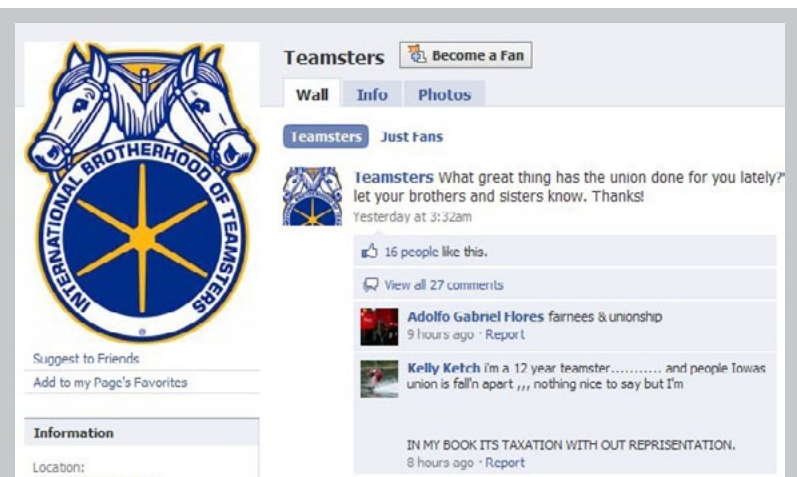 INTERNATIONAL BROTHERHOOD OF TEAMSTERS
Suggest to Friends
Add to my Page's Favorites
Information
Location:
Teamsters
Become a Fan
Wall Info Photos
Teamsters Just Fans
Teamsters What great thing has the union done for you lately?"
let your brothers and sisters know. Thanks!
Yesterday at 3:32am
16 people like this.
View all 27 comments
Adolfo Gabriel Flores fairnees & unionship
9 hours ago · Report
Kelly Ketch i'm a 12 year teamster........... and people Iowas
union is fall'n apart ,,, nothing nice to say but I'm
IN MY BOOK ITS TAXATION WITH OUT REPRISENTATION.
8 hours ago · Report